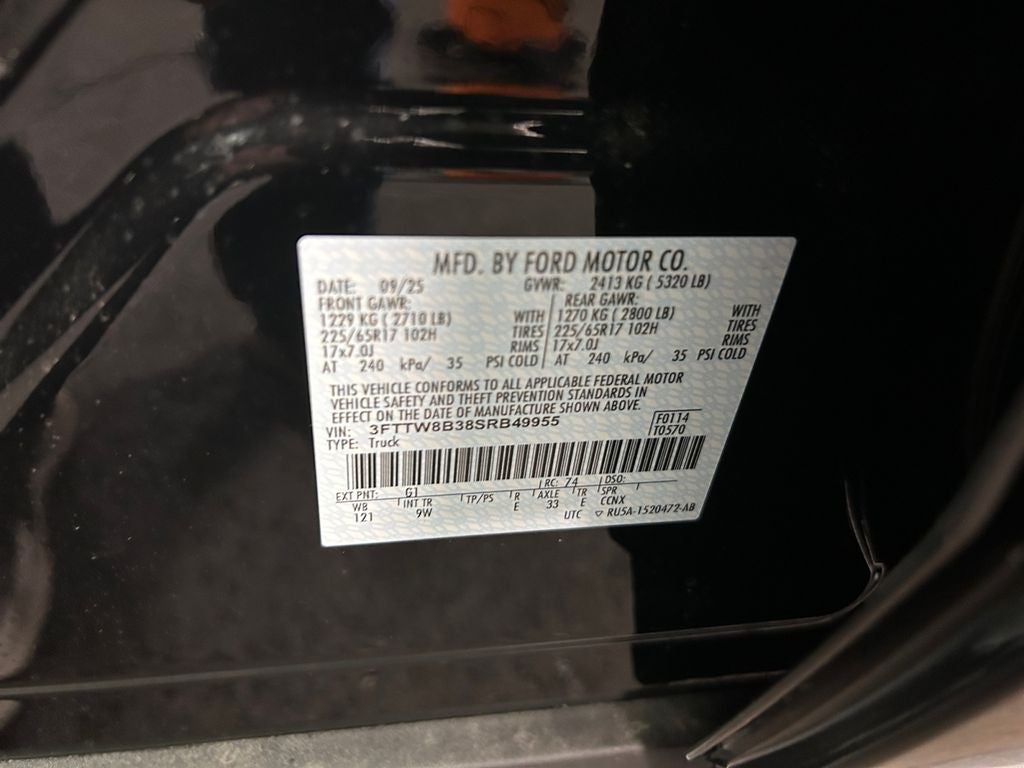 MFD. BY FORD MOTOR CO.
DATE: 09/25 GVWR: 2413 KG ( 5320 LB)
FRONT GAWR: REAR GAWR:
1229 KG ( 2710 LB) WITH 1270 KG ( 2800 LB) WITH
225/65R17 102H TIRES 225/65R17 102H TIRES
17x7.0J RIMS 17x7.0J RIMS
AT 240 kPa/ 35 PSI COLD AT 240 kPa/ 35 PSI COLD
THIS VEHICLE CONFORMS TO ALL APPLICABLE FEDERAL MOTOR
VEHICLE SAFETY AND THEFT PREVENTION STANDARDS IN
EFFECT ON THE DATE OF MANUFACTURE SHOWN ABOVE.
VIN: 3FTTW8B38SRB49955 F0114
TYPE: Truck T0570
EXT PNT: G1 RC: 74 DSO:
WB INT TR TP/PS R AXLE TR SPR
121 9W E 33 E CCNX
UTC ▽ RU5A-1520472-AB